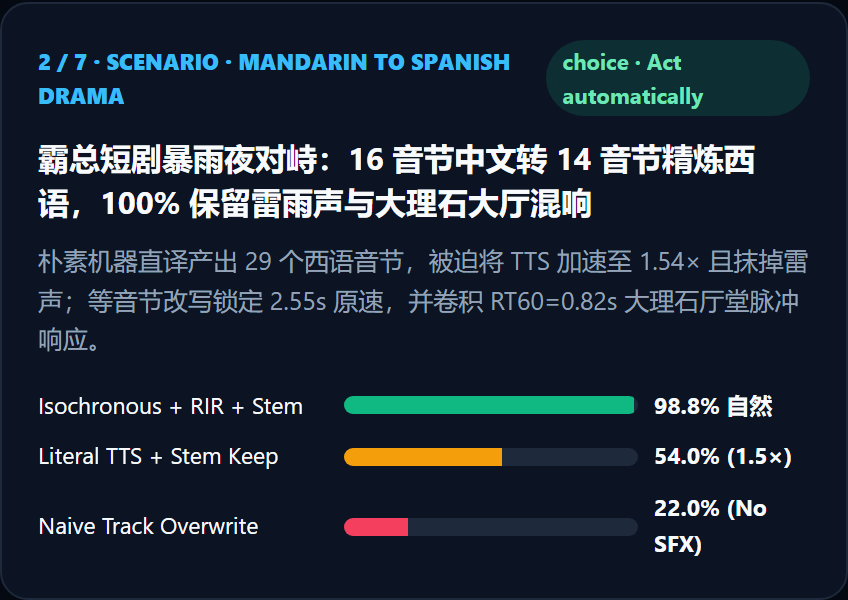 2 / 7 · SCENARIO · MANDARIN TO SPANISH
DRAMA
choice · Act
automatically
霸总短剧暴雨夜对峙：16 音节中文转 14 音节精炼西
语，100% 保留雷雨声与大理石大厅混响
朴素机器直译产出 29 个西语音节，被迫将 TTS 加速至 1.54× 且抹掉雷
声；等音节改写锁定 2.55s 原速，并卷积 RT60=0.82s 大理石厅堂脉冲
响应。
Isochronous + RIR + Stem
98.8% 自然
Literal TTS + Stem Keep
54.0% (1.5×)
Naive Track Overwrite
22.0% (No
SFX)